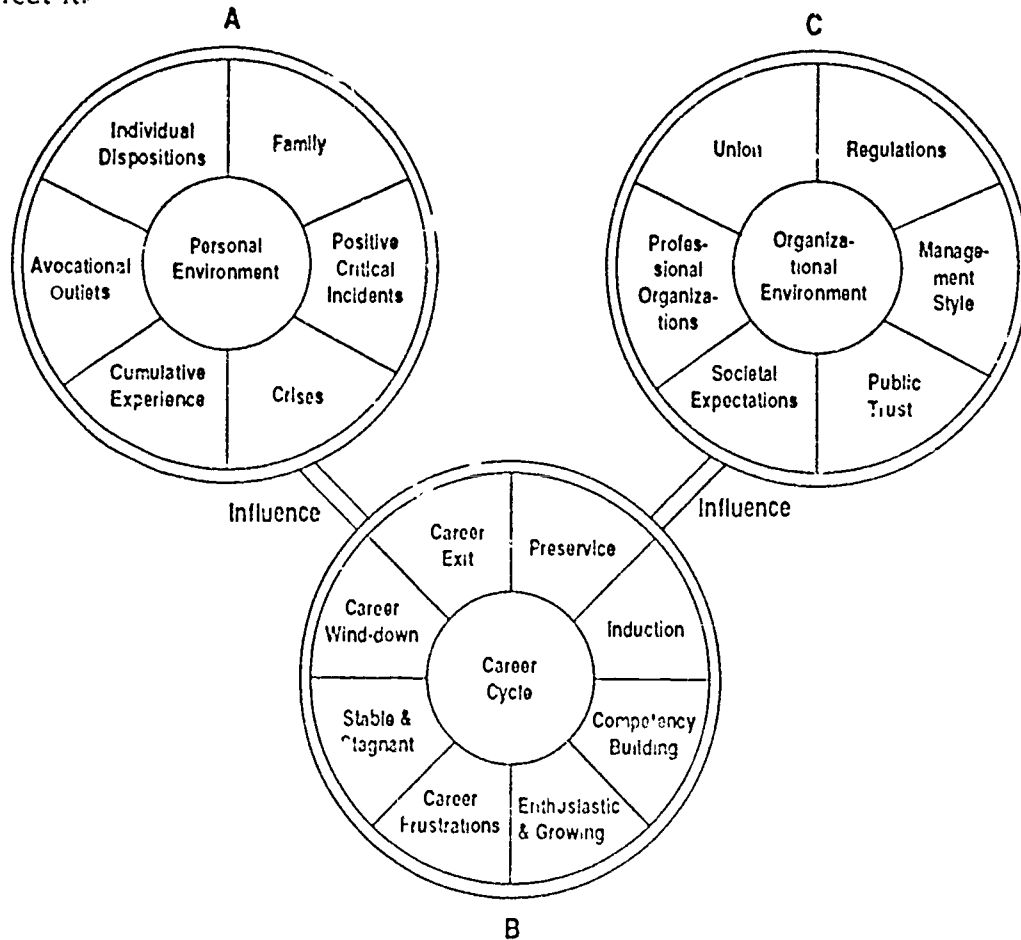 A
Individual
Dispositions
Family
Avocational
Outlets
Personal
Environment
Positive
Critical
Incidents
Cumulative
Experience
Crises
C
Union
Regulations
Profes-
sional
Organiza-
tions
Organiza-
tional
Environment
Manage-
ment
Style
Societal
Expectations
Public
Trust
Influence
Influence
Career
Exit
Preservice
Career
Wind-down
Induction
Career
Cycle
Stable &
Stagnant
Competency
Building
Career
Frustrations
Enthusiastic
& Growing
B